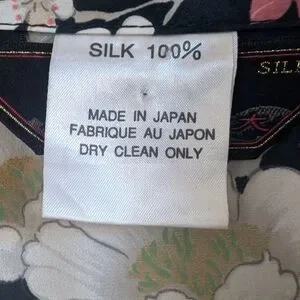 SILK 100%
MADE IN JAPAN
FABRIQUE AU JAPON
DRY CLEAN ONLY